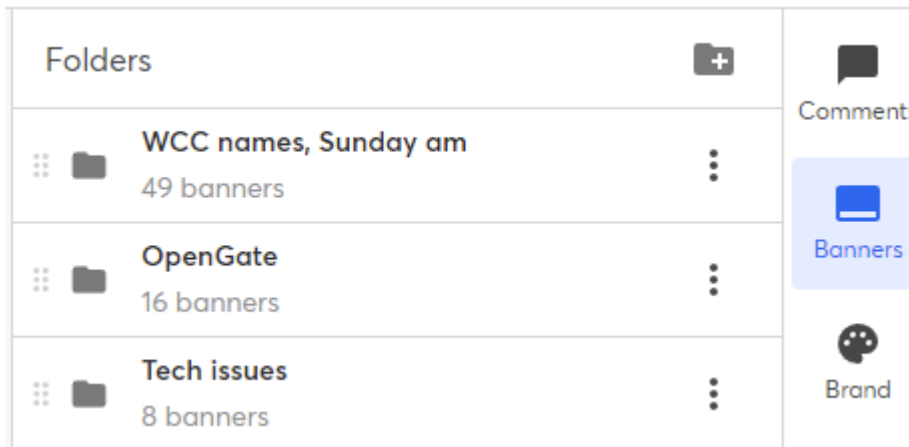 Folders
WCC names, Sunday am
49 banners
OpenGate
16 banners
Tech issues
8 banners
Comment
Banners
Brand